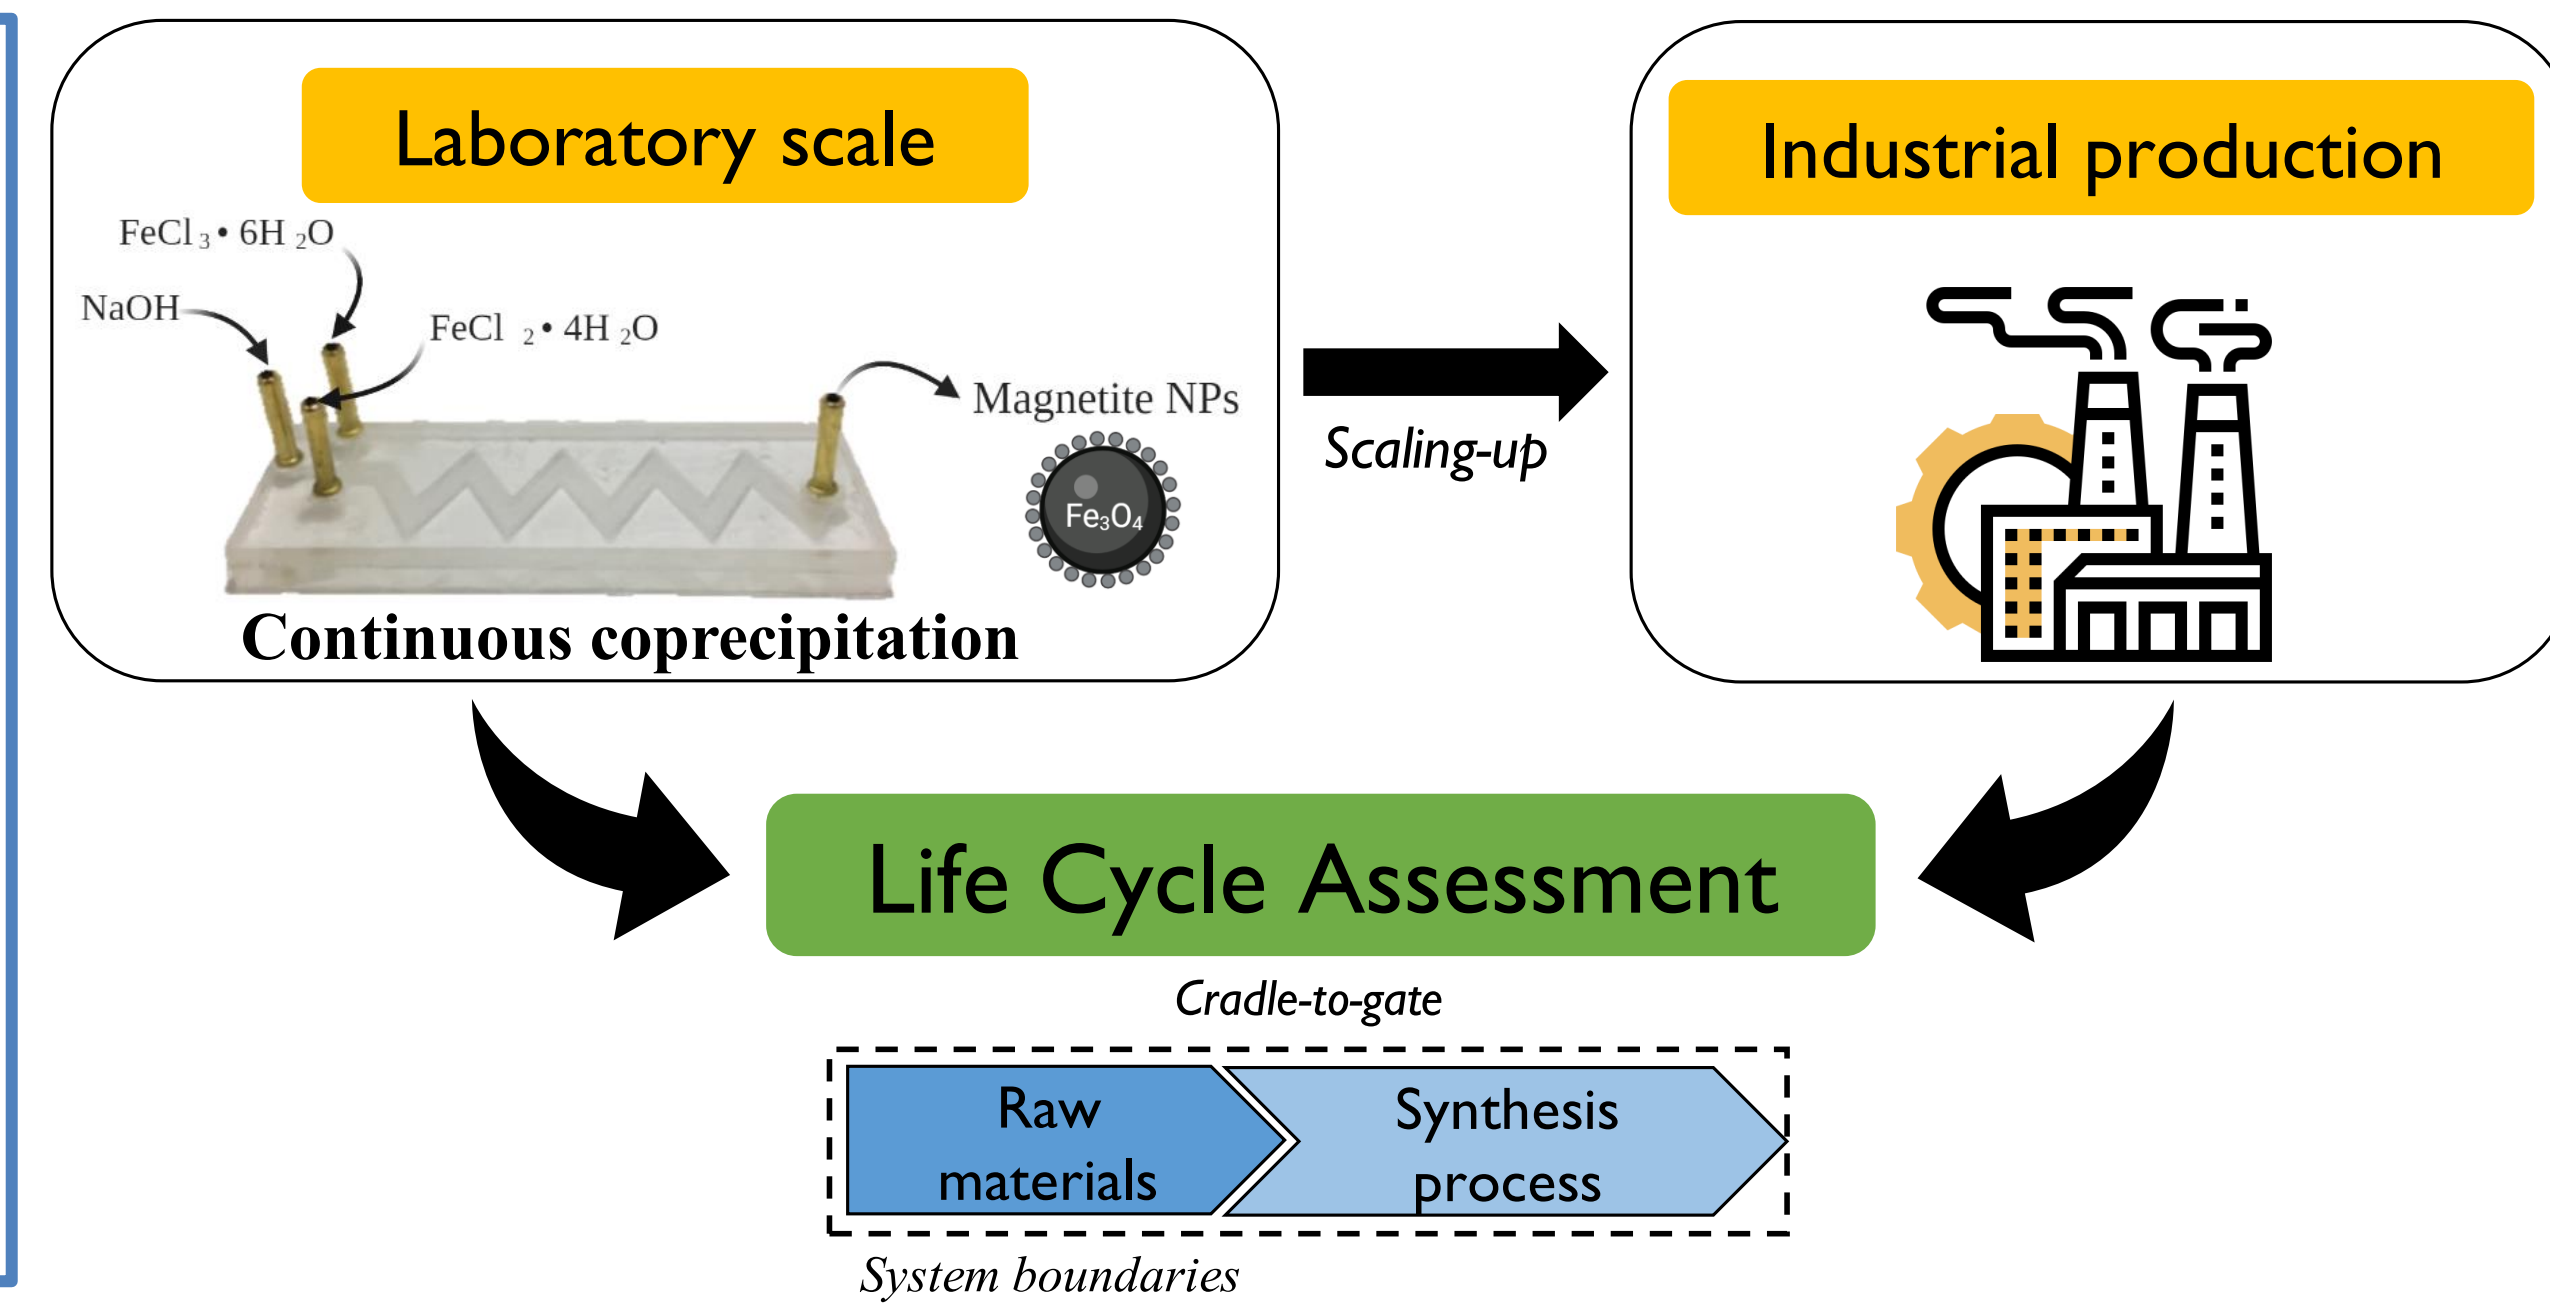 Laboratory scale
FeCl₃ • 6H₂O
NaOH
FeCl₂ • 4H₂O
Magnetite NPs
Fe₃O₄
Continuous coprecipitation
Scaling-up
Industrial production
Life Cycle Assessment
Cradle-to-gate
Raw
materials
Synthesis
process
System boundaries